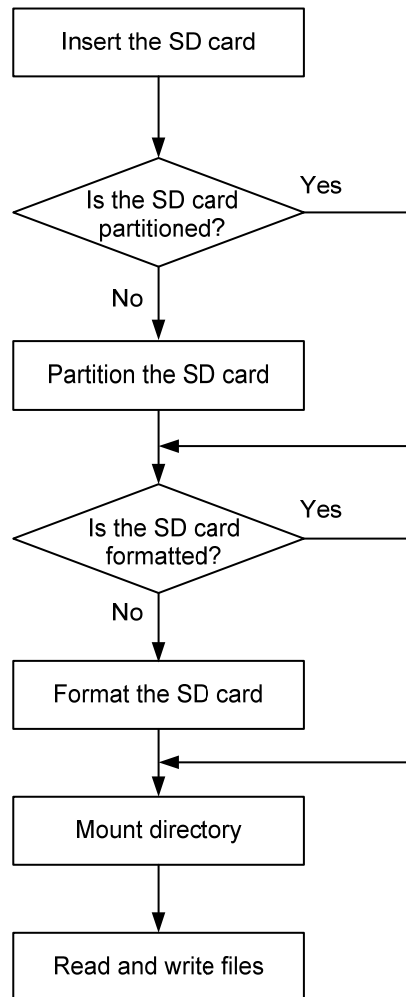 Insert the SD card
Is the SD card
partitioned?
Yes
No
Partition the SD card
Is the SD card
formatted?
Yes
No
Format the SD card
Mount directory
Read and write files